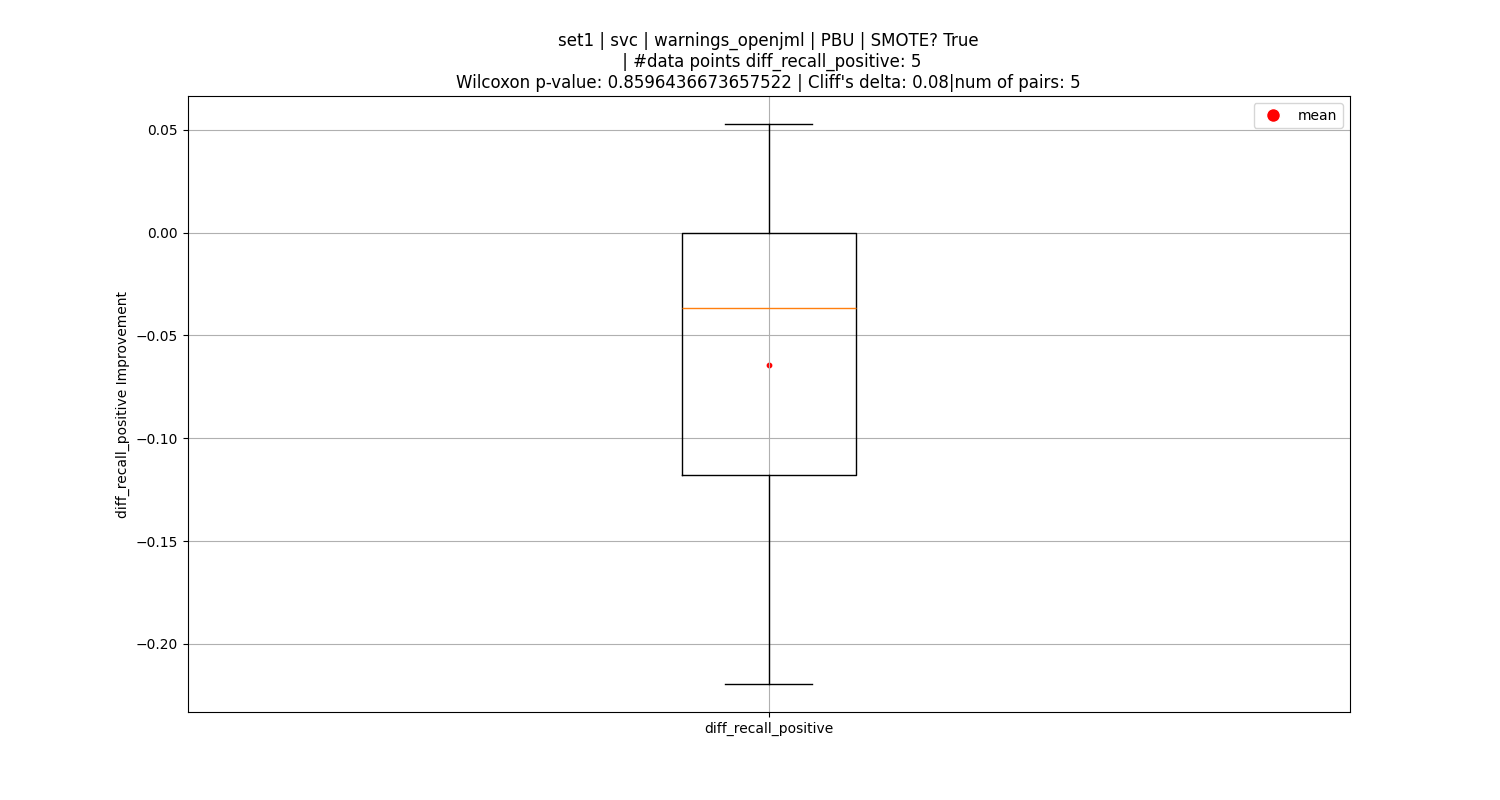 set1 | svc | warnings_openjml | PBU | SMOTE? True
| #data points diff_recall_positive: 5
Wilcoxon p-value: 0.8596436673657522 | Cliff's delta: 0.08|num of pairs: 5
mean
0.05
0.00
−0.05
−0.10
−0.15
−0.20
diff_recall_positive Improvement
diff_recall_positive